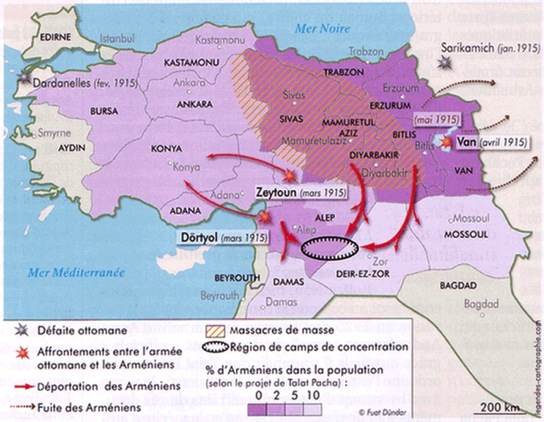 Mer Noire
EDIRNE
Istanbul
Kastamonu
KASTAMONU
Trabzon
Sarikamich (jan.1915)
Dardanelles (fev. 1915)
Ankara
ANKARA
BURSA
TRABZON
Erzurum
ERZURUM
Sivas
SIVAS
(mai 1915)
MAMURETUL
AZIZ
Mamuretulaziz
BITLIS
Bitlis
Van (avril 1915)
VAN
Smyrne
AYDIN
KONYA
Konya
DIYARBAKIR
Diyarbakir
Zeytoun (mars 1915)
Adana
ADANA
Dörtyol (mars 1915)
ALEP
Alep
Mossoul
MOSSOUL
Zor
DEIR-EZ-ZOR
Mer Méditerranée
BEYROUTH
Beyrouth
DAMAS
Damas
BAGDAD
Bagdad
Défaite ottomane
Affrontements entre l'armée
ottomane et les Arméniens
Déportation des Arméniens
Fuite des Arméniens
Massacres de masse
Région de camps de concentration
% d'Arméniens dans la population
(selon le projet de Talat Pacha) :
0 2 5 10
© Fuat Dündar
200 km
legendes-cartographie.com